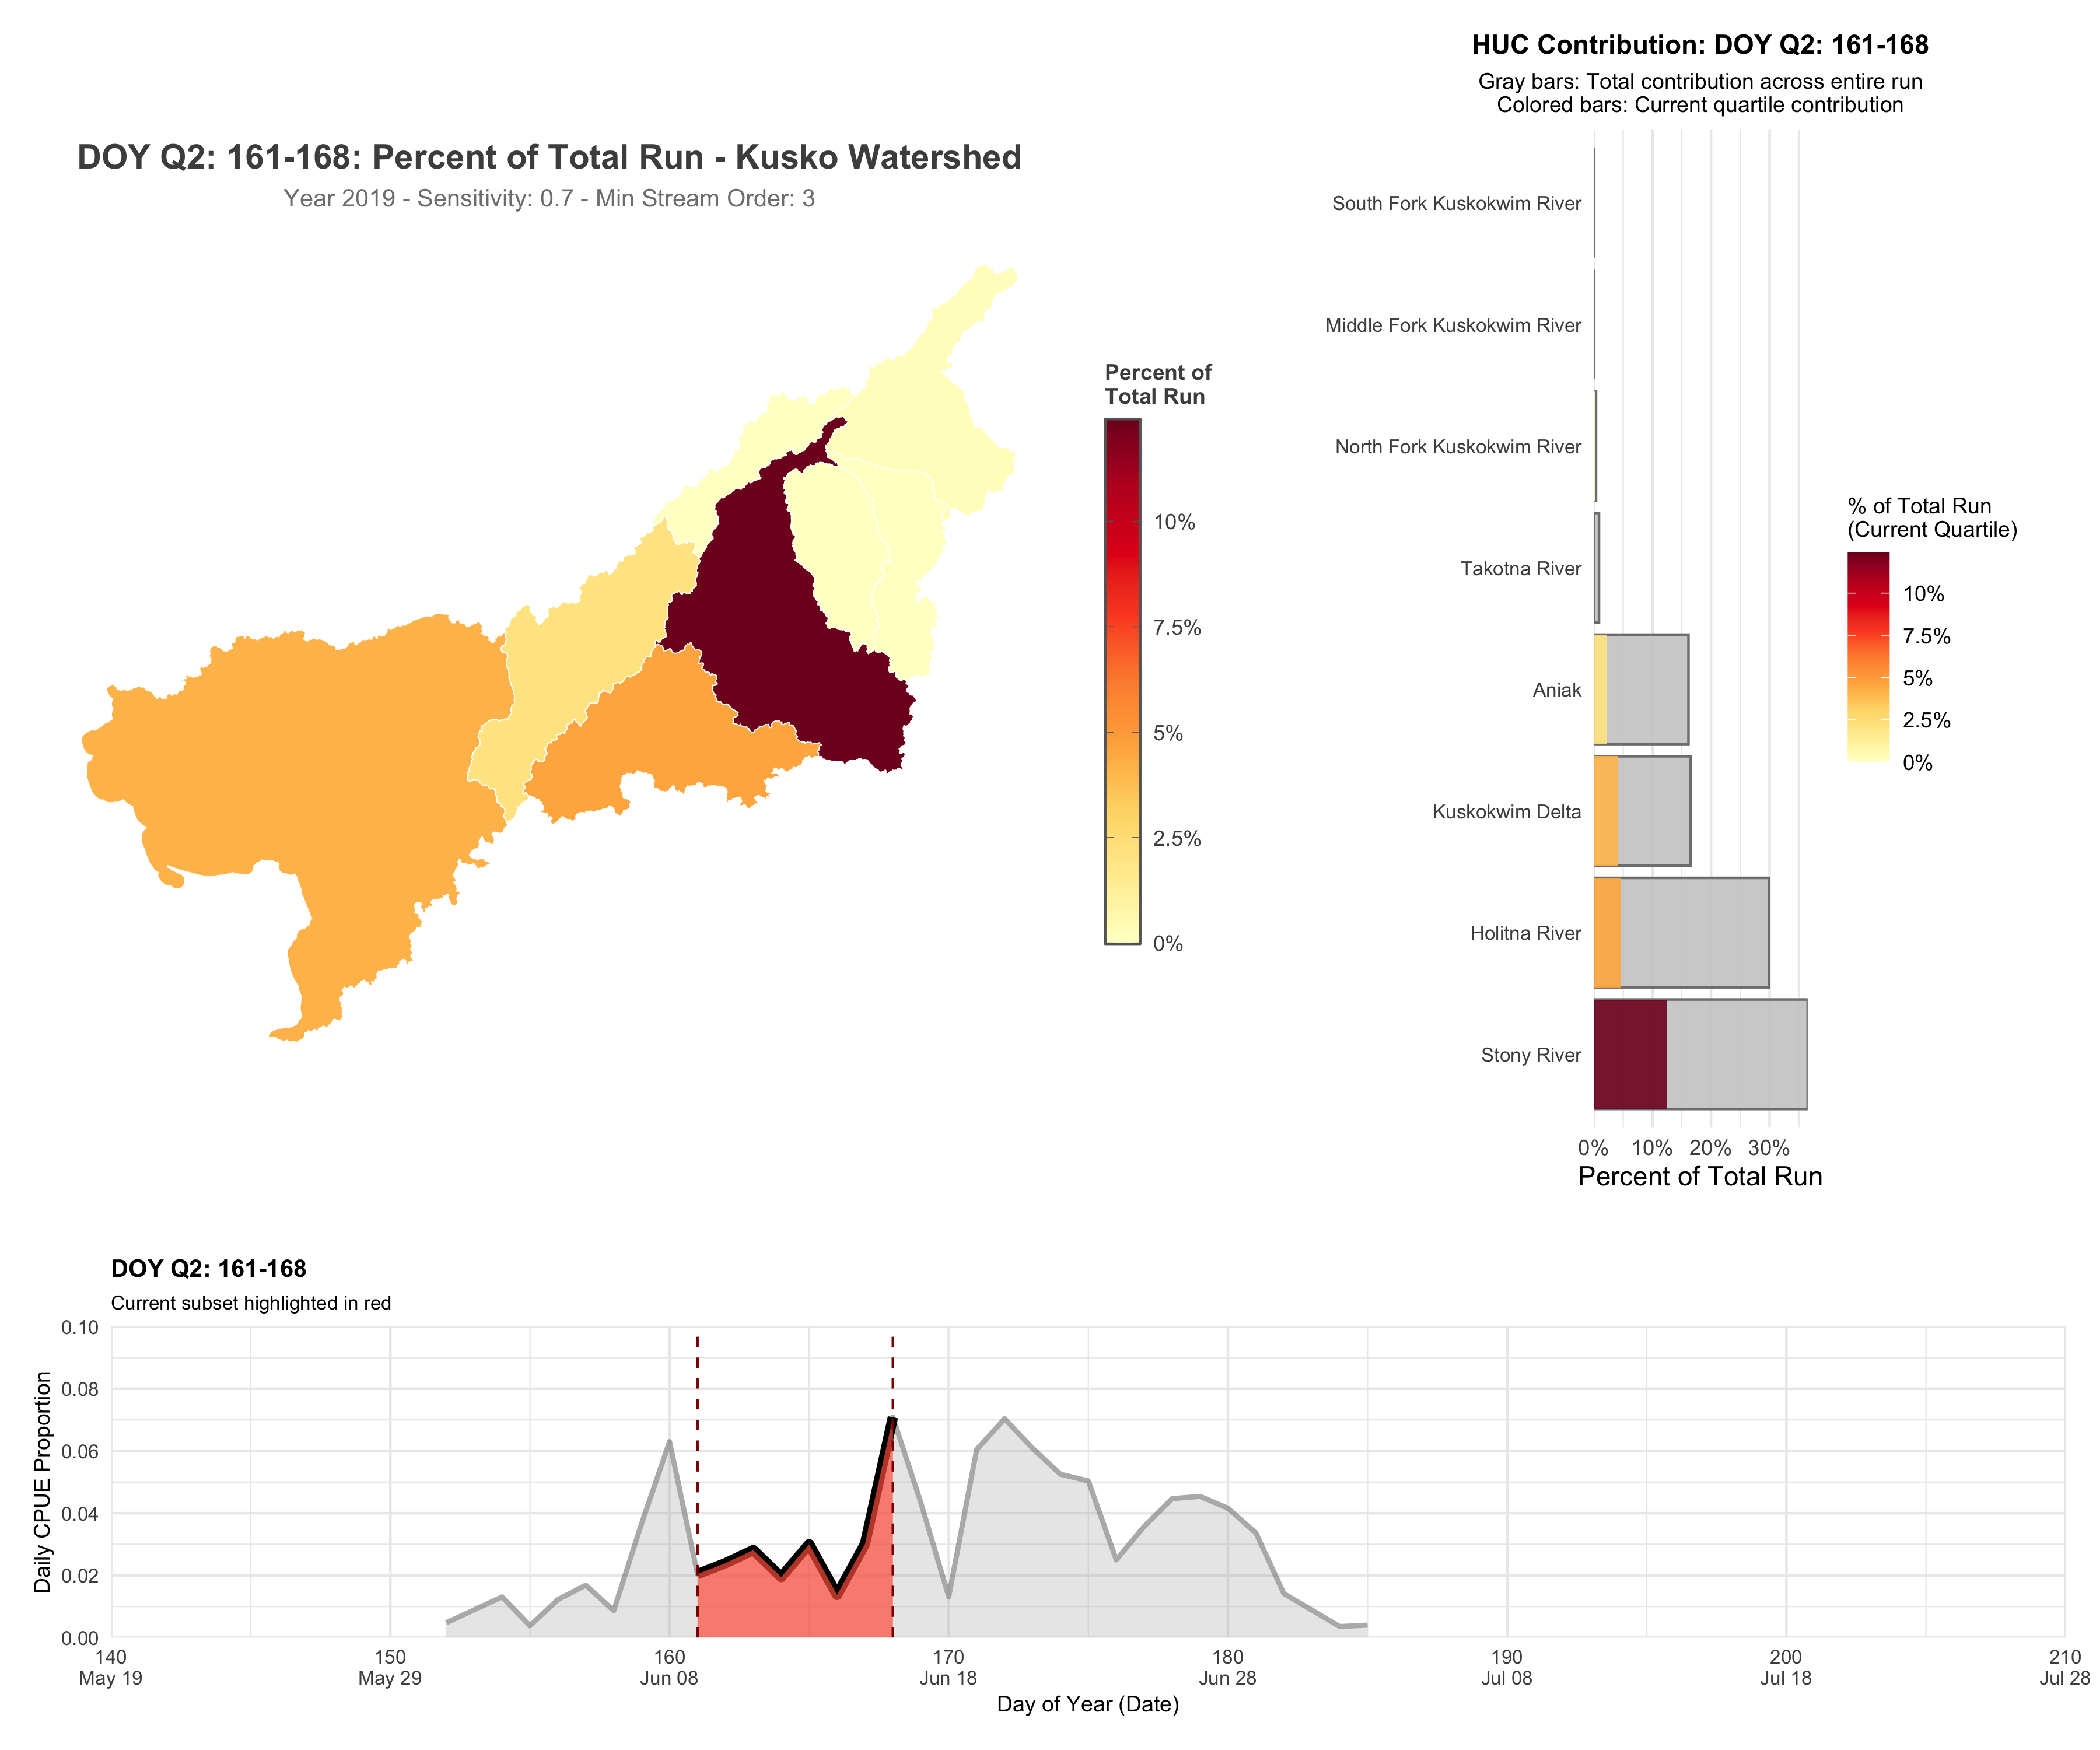 HUC Contribution: DOY Q2: 161-168
Gray bars: Total contribution across entire run
Colored bars: Current quartile contribution
DOY Q2: 161-168: Percent of Total Run - Kusko Watershed
Year 2019 - Sensitivity: 0.7 - Min Stream Order: 3
Percent of
Total Run
10%
7.5%
5%
2.5%
0%
South Fork Kuskokwim River
Middle Fork Kuskokwim River
North Fork Kuskokwim River
Takotna River
Aniak
Kuskokwim Delta
Holitna River
Stony River
0% 10% 20% 30%
Percent of Total Run
% of Total Run
(Current Quartile)
10%
7.5%
5%
2.5%
0%
DOY Q2: 161-168
Current subset highlighted in red
Daily CPUE Proportion
0.10
0.08
0.06
0.04
0.02
0.00
140 150 160 170 180 190 200 210
May 19 May 29 Jun 08 Jun 18 Jun 28 Jul 08 Jul 18 Jul 28
Day of Year (Date)